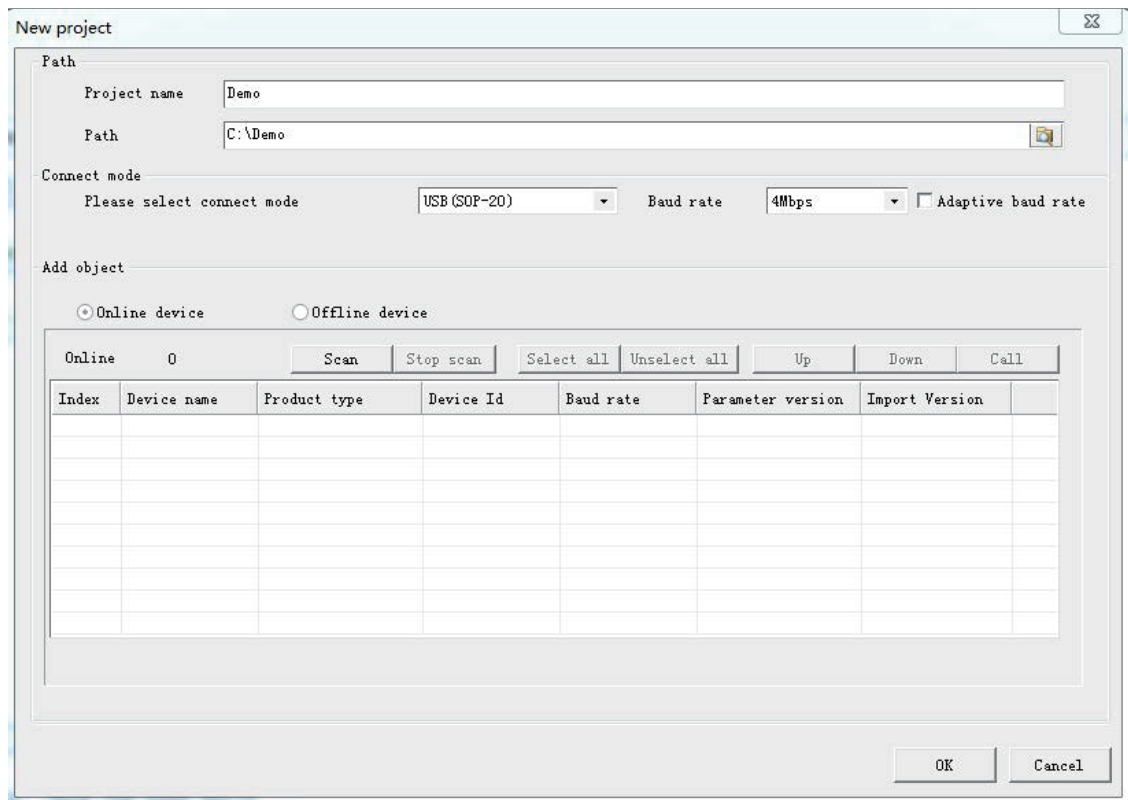 New project
Path
Project name Demo
Path C:\Demo
Connect mode
Please select connect mode USB(SOP-20) Baud rate 4Mbps Adaptive baud rate
Add object
Online device Offline device
Online 0 Scan Stop scan Select all Unselect all Up Down Call
Index Device name Product type Device Id Baud rate Parameter version Import Version
OK Cancel